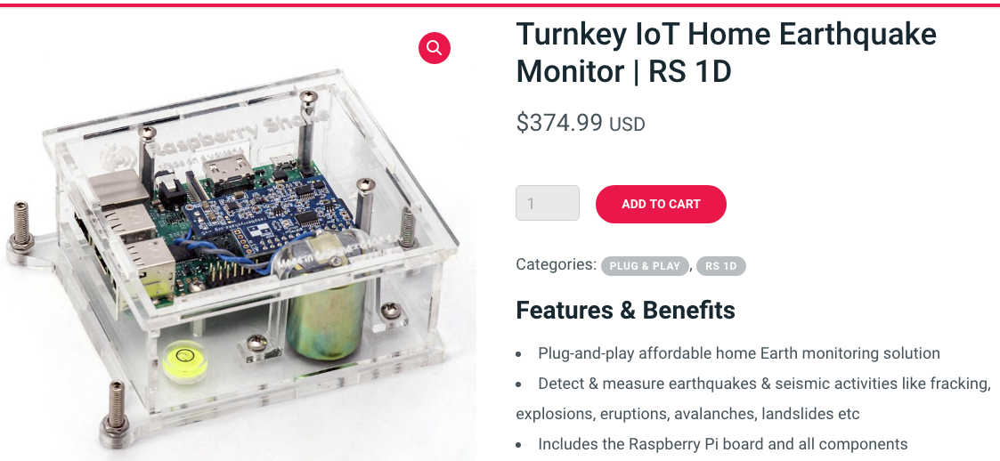 Turnkey IoT Home Earthquake
Monitor | RS 1D
$374.99 USD
1
ADD TO CART
Categories: PLUG & PLAY, RS 1D
Features & Benefits
• Plug-and-play affordable home Earth monitoring solution
• Detect & measure earthquakes & seismic activities like fracking,
explosions, eruptions, avalanches, landslides etc
• Includes the Raspberry Pi board and all components
Raspberry Shake